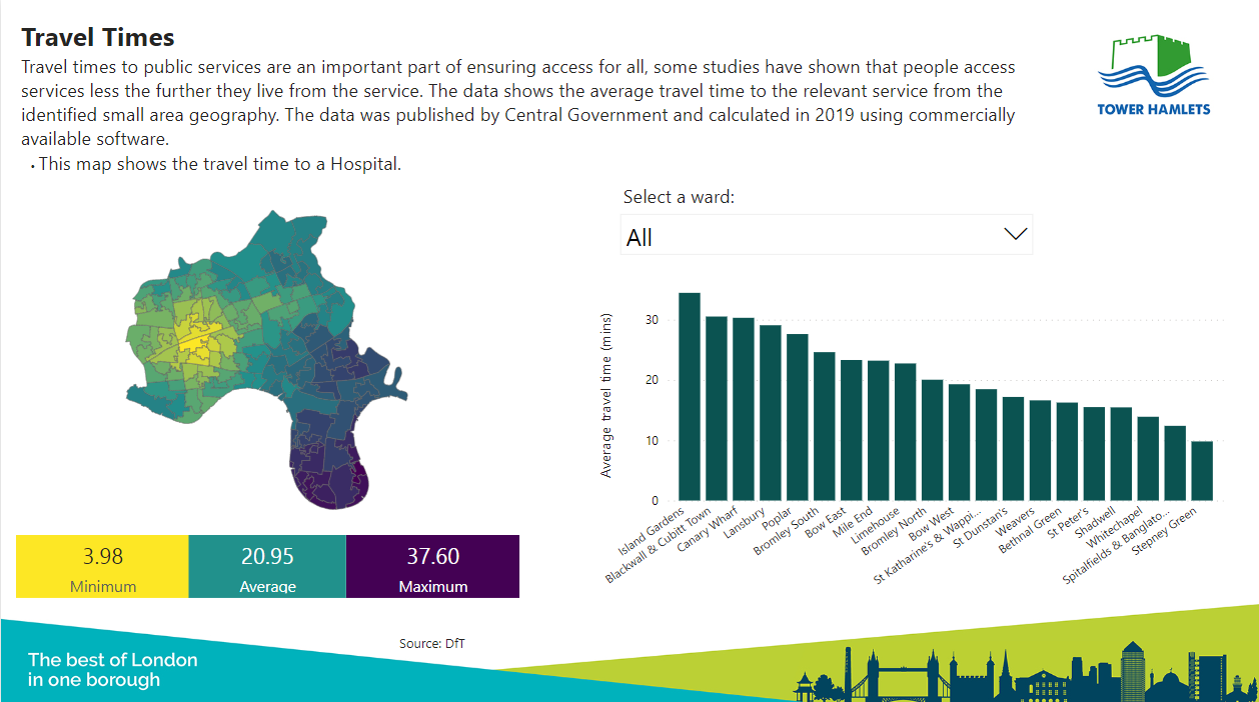 Travel Times
Travel times to public services are an important part of ensuring access for all, some studies have shown that people access
services less the further they live from the service. The data shows the average travel time to the relevant service from the
identified small area geography. The data was published by Central Government and calculated in 2019 using commercially
available software.
• This map shows the travel time to a Hospital.
TOWER HAMLETS
Select a ward:
All
Average travel time (mins)
30
20
10
0
Island Gardens
Blackwall & Cubitt Town
Canary Wharf
Lansbury
Poplar
Bromley South
Bow East
Mile End
Limehouse
Bromley North
Bow West
St Katharine's & Wappi...
St Dunstan's
Weavers
Bethnal Green
St Peter's
Shadwell
Whitechapel
Spitalfields & Banglato...
Stepney Green
3.98
Minimum
20.95
Average
37.60
Maximum
Source: DfT
The best of London
in one borough